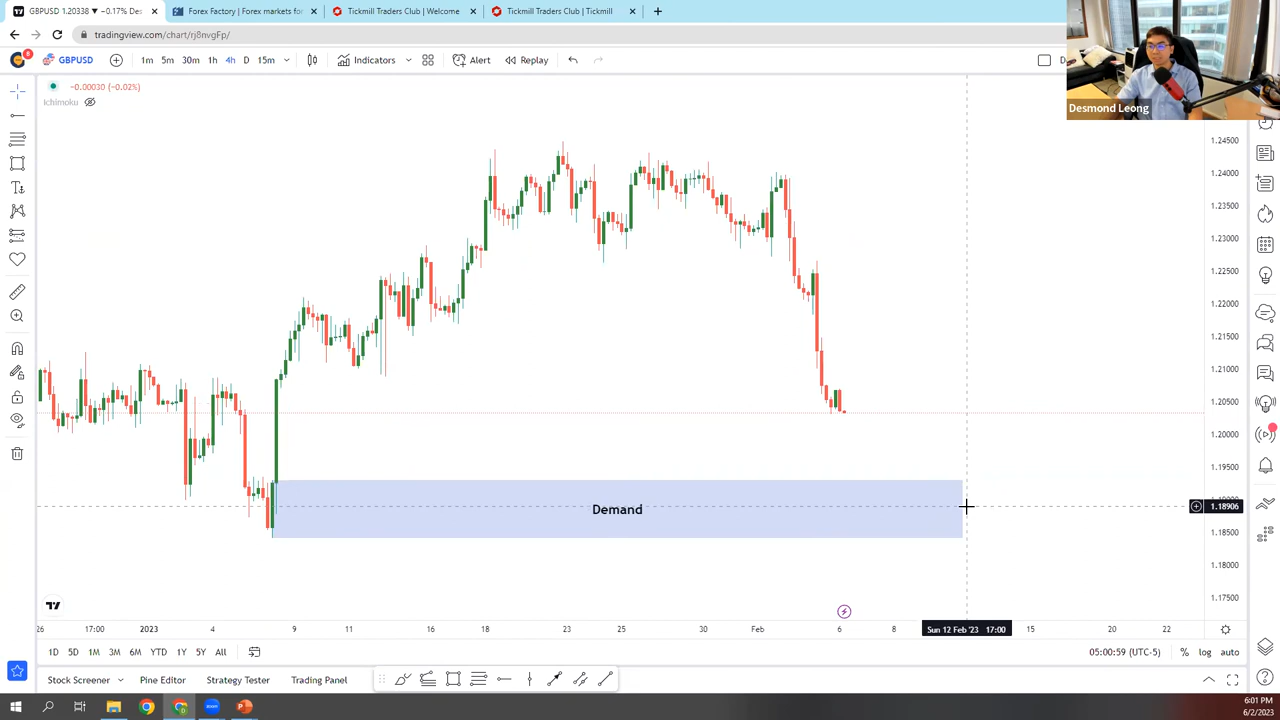 GBPUSD 1.20338 ▼ −0.17% Des
Forex Factory | Forex markets for
Tickmill Traders Club | Welcome
Tickmill Traders Club | Tickmill
tradingview.com/chart/rj8nvgFp/
8
GBPUSD
1m 5m 30m 1h 4h D 15m
Indicators
Alert
Replay
−0.00030 (−0.02%)
Ichimoku
Desmond Leong
1.24500
1.24000
1.23500
1.23000
1.22500
1.22000
1.21500
1.21000
1.20500
1.20000
1.19500
1.18906
1.18500
1.18000
1.17500
Demand
26 17:00 2023 4 9 11 16 18 23 25 30 Feb 6 8 Sun 12 Feb '23 17:00 15 20 22
1D 5D 1M 3M 6M YTD 1Y 5Y All
05:00:59 (UTC-5) % log auto
Stock Screener Pine Editor Strategy Tester Trading Panel
6:01 PM
6/2/2023